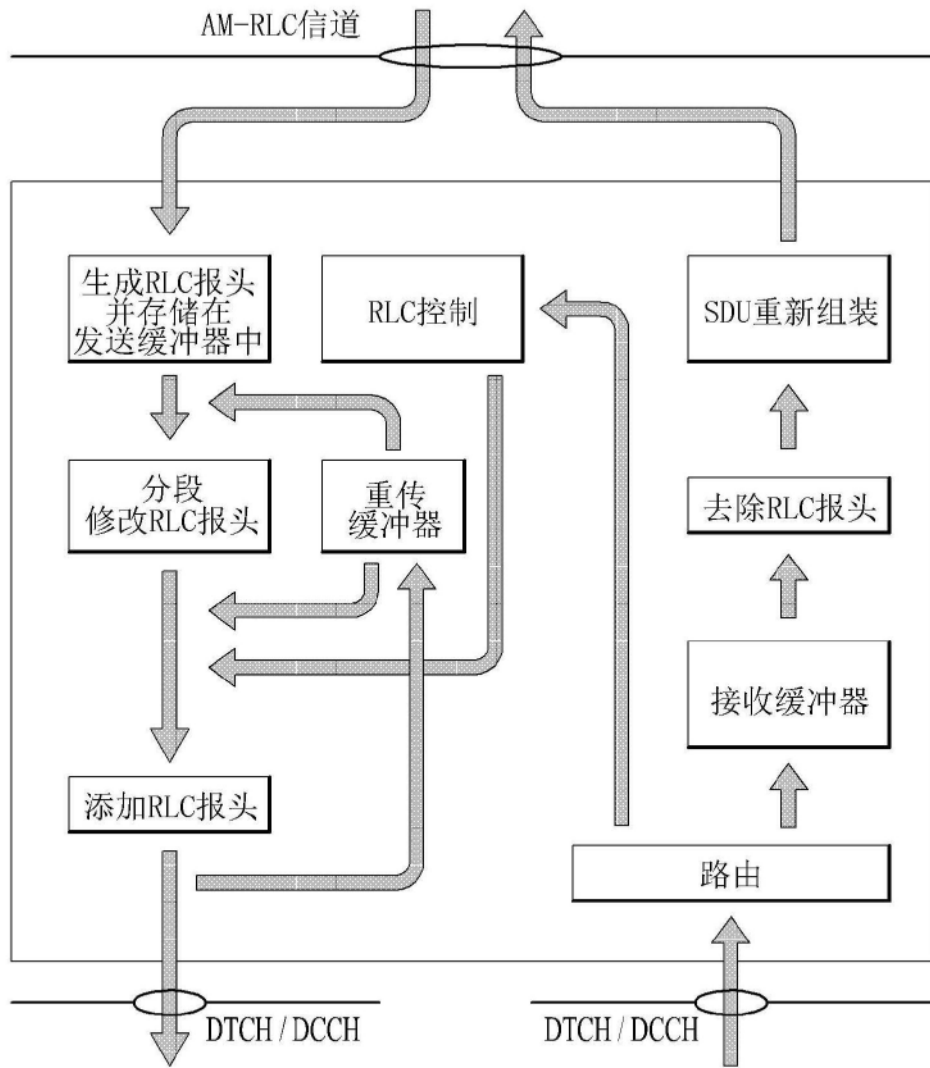 AM-RLC信道
生成RLC报头
并存储在
发送缓冲器中
RLC控制
SDU重新组装
分段
修改RLC报头
重传
缓冲器
去除RLC报头
接收缓冲器
添加RLC报头
路由
DTCH/DCCH
DTCH/DCCH